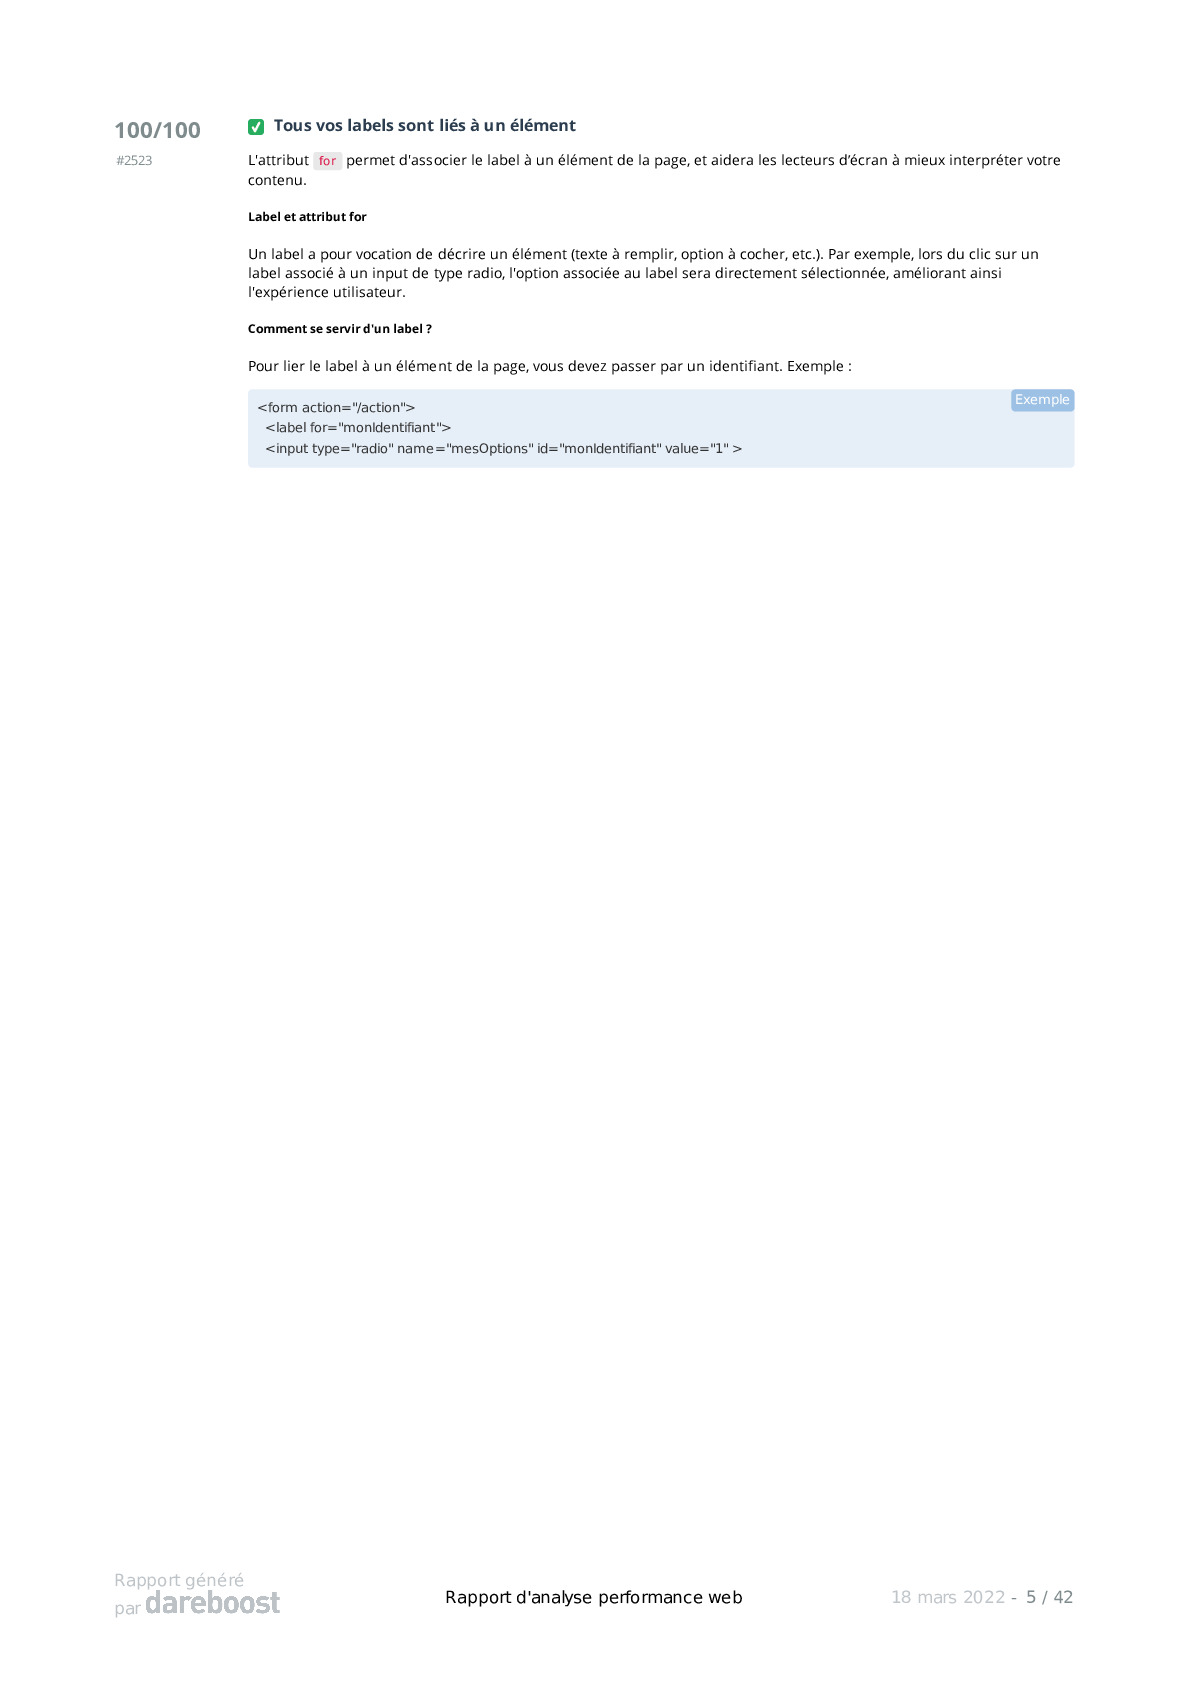 100/100
#2523
Tous vos labels sont liés à un élément
L'attribut for permet d'associer le label à un élément de la page, et aidera les lecteurs d’écran à mieux interpréter votre
contenu.
Label et attribut for
Un label a pour vocation de décrire un élément (texte à remplir, option à cocher, etc.). Par exemple, lors du clic sur un
label associé à un input de type radio, l'option associée au label sera directement sélectionnée, améliorant ainsi
l'expérience utilisateur.
Comment se servir d'un label ?
Pour lier le label à un élément de la page, vous devez passer par un identifiant. Exemple :
Exemple
<form action="/action">
  <label for="monIdentifiant">
  <input type="radio" name="mesOptions" id="monIdentifiant" value="1" >
Rapport généré
par dareboost
Rapport d'analyse performance web
18 mars 2022 - 5 / 42